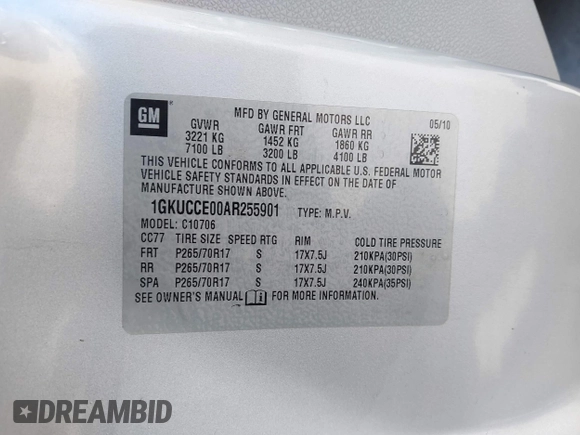 GM
MFD BY GENERAL MOTORS LLC
05/10
GVWR GAWR FRT GAWR RR
3221 KG 1452 KG 1860 KG
7100 LB 3200 LB 4100 LB
THIS VEHICLE CONFORMS TO ALL APPLICABLE U.S. FEDERAL MOTOR
VEHICLE SAFETY STANDARDS IN EFFECT ON THE DATE OF
MANUFACTURE SHOWN ABOVE.
1GKUCCE00AR255901 TYPE: M.P.V.
MODEL: C10706
CC77 TIRE SIZE SPEED RTG RIM COLD TIRE PRESSURE
FRT P265/70R17 S 17X7.5J 210KPA(30PSI)
RR P265/70R17 S 17X7.5J 210KPA(30PSI)
SPA P265/70R17 S 17X7.5J 240KPA(35PSI)
SEE OWNER'S MANUAL FOR MORE INFORMATION.
DREAMBID